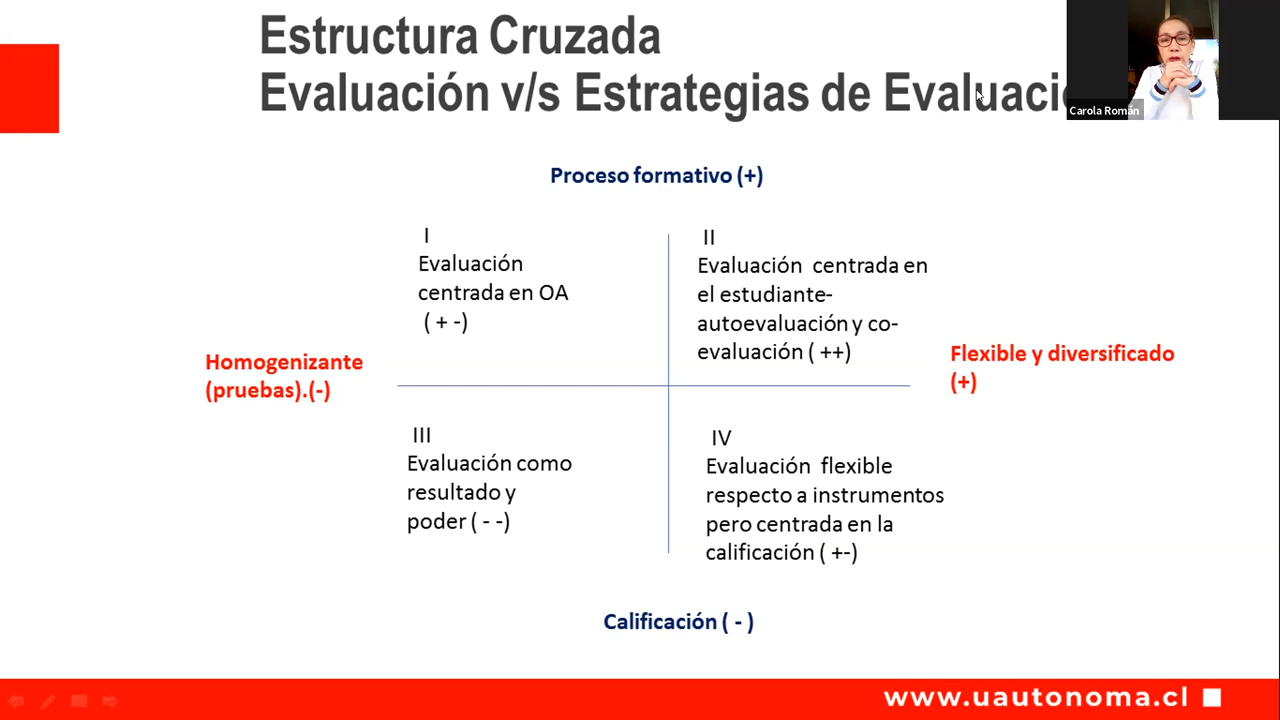 Estructura Cruzada
Evaluación v/s Estrategias de Evaluaci
Carola Román
Proceso formativo (+)
I
Evaluación
centrada en OA
( + -)
II
Evaluación centrada en
el estudiante-
autoevaluación y co-
evaluación ( ++)
Homogenizante
(pruebas).(-)
Flexible y diversificado
(+)
III
Evaluación como
resultado y
poder ( - -)
IV
Evaluación flexible
respecto a instrumentos
pero centrada en la
calificación ( +-)
Calificación ( - )
www.uautonoma.cl